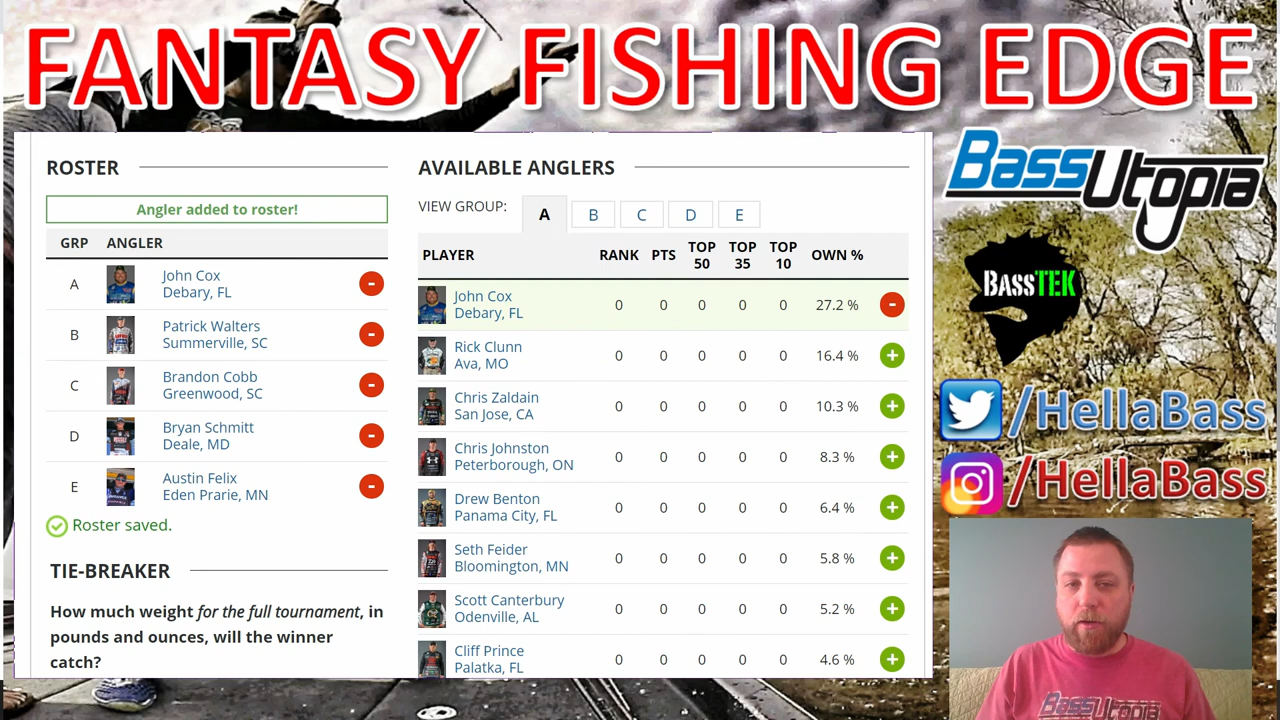 FANTASY FISHING EDGE
ROSTER
Angler added to roster!
GRP ANGLER
A John Cox
Debary, FL
B Patrick Walters
Summerville, SC
C Brandon Cobb
Greenwood, SC
D Bryan Schmitt
Deale, MD
E Austin Felix
Eden Prarie, MN
Roster saved.
TIE-BREAKER
How much weight for the full tournament, in
pounds and ounces, will the winner
catch?
AVAILABLE ANGLERS
VIEW GROUP: A B C D E
PLAYER RANK PTS TOP 50 TOP 35 TOP 10 OWN %
John Cox
Debary, FL 0 0 0 0 0 27.2 %
Rick Clunn
Ava, MO 0 0 0 0 0 16.4 %
Chris Zaldain
San Jose, CA 0 0 0 0 0 10.3 %
Chris Johnston
Peterborough, ON 0 0 0 0 0 8.3 %
Drew Benton
Panama City, FL 0 0 0 0 0 6.4 %
Seth Feider
Bloomington, MN 0 0 0 0 0 5.8 %
Scott Canterbury
Odenville, AL 0 0 0 0 0 5.2 %
Cliff Prince
Palatka, FL 0 0 0 0 0 4.6 %
BassUtopia
BASSTEK
/HellaBass
/HellaBass
BassUtopia